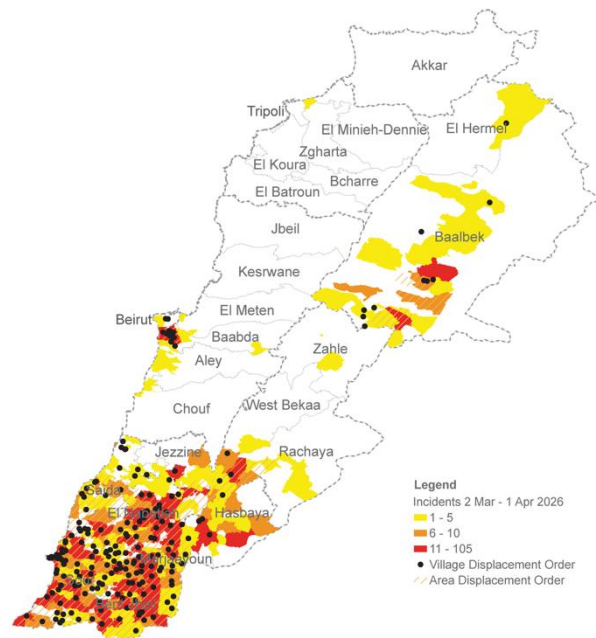 Akkar
Tripoli
El Minieh-Dennie
El Hermel
Zgharta
El Koura
Bcharre
El Batroun
Baalbek
Jbeil
Kesrwane
El Meten
Beirut
Baabda
Zahle
Aley
Chouf
West Bekaa
Jezzine
Rachaya
Saida
Hasbaya
Legend
Incidents 2 Mar - 1 Apr 2026
1 - 5
6 - 10
11 - 105
Village Displacement Order
Area Displacement Order